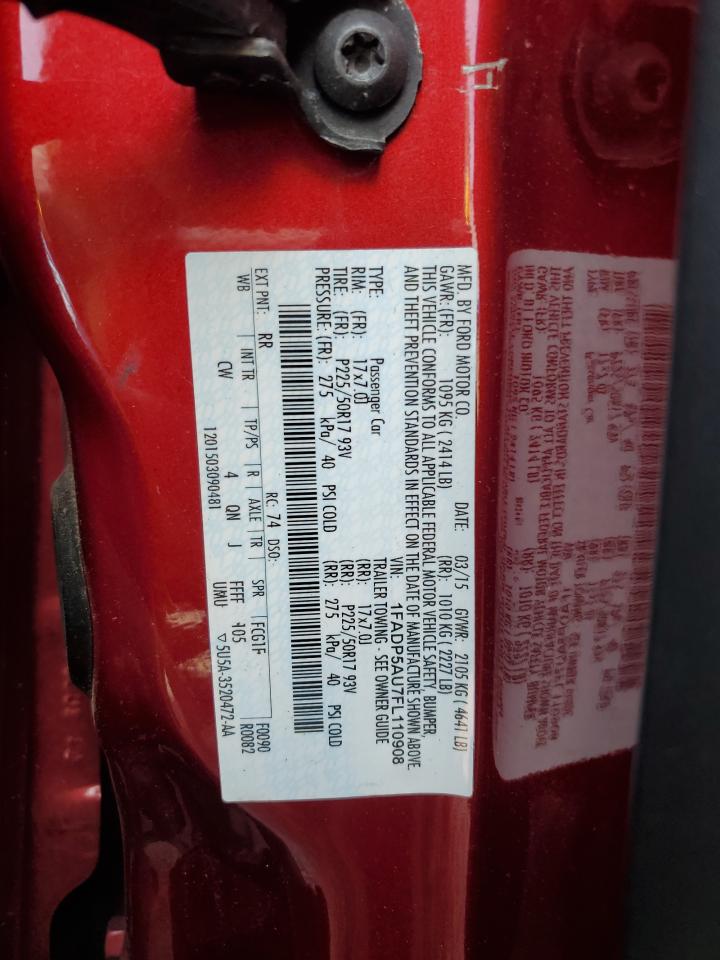 MFD. BY FORD MOTOR CO.
DATE: 03/15 GVWR: 2105 KG ( 4641 LB)
GAWR: (FR): 1095 KG ( 2414 LB) (RR): 1010 KG ( 2227 LB)
THIS VEHICLE CONFORMS TO ALL APPLICABLE FEDERAL MOTOR VEHICLE SAFETY, BUMPER,
AND THEFT PREVENTION STANDARDS IN EFFECT ON THE DATE OF MANUFACTURE SHOWN ABOVE.
VIN: 1FADP5AU7FL110908
TYPE: Passenger Car TRAILER TOWING - SEE OWNER GUIDE
RIM: (FR): 17x7.0J (RR): 17x7.0J
TIRE: (FR): P225/50R17 93V (RR): P225/50R17 93V
PRESSURE: (FR): 275 kPa/ 40 PSI COLD (RR): 275 kPa/ 40 PSI COLD
EXT PNT: RR RC: 74 DSO: F0090
WB | INT TR | TP/PS | R | AXLE | TR | SPR | FCG1F R0082
CW 4 QN J FFFF 105
1201503090481 UMU ▽5U5A-3520472-AA